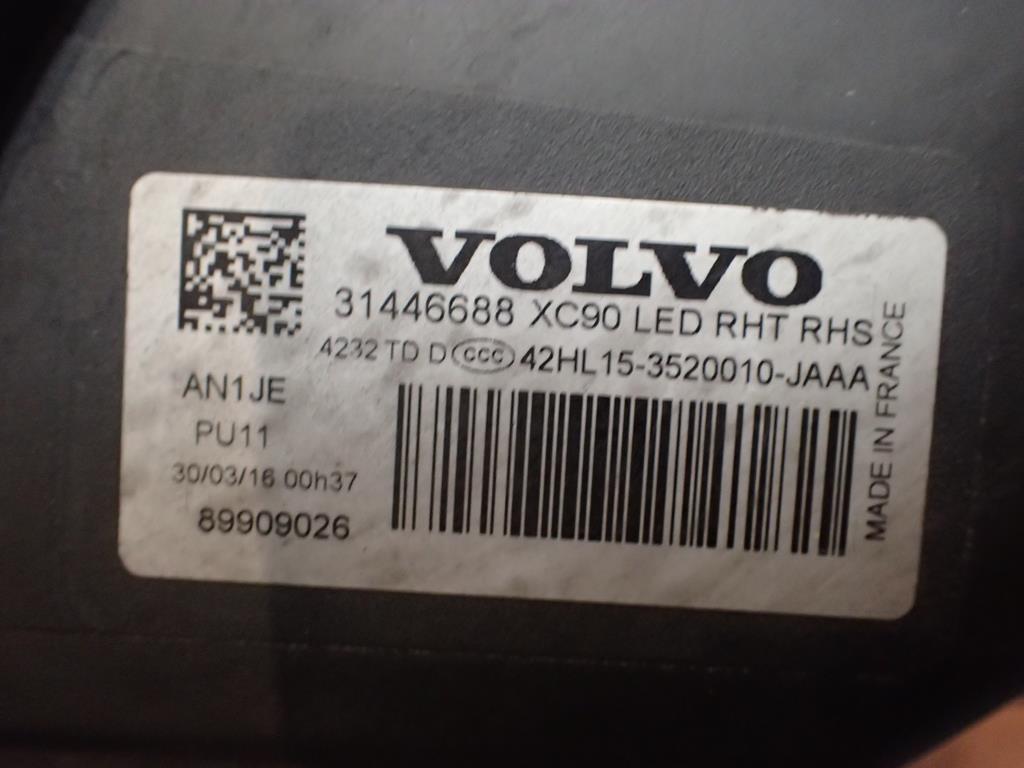 VOLVO
31446688 XC90 LED RHT RHS
4232 TD D CCC 42HL15-3520010-JAAA
AN1JE
PU11
30/03/16 00h37
89909026
MADE IN FRANCE